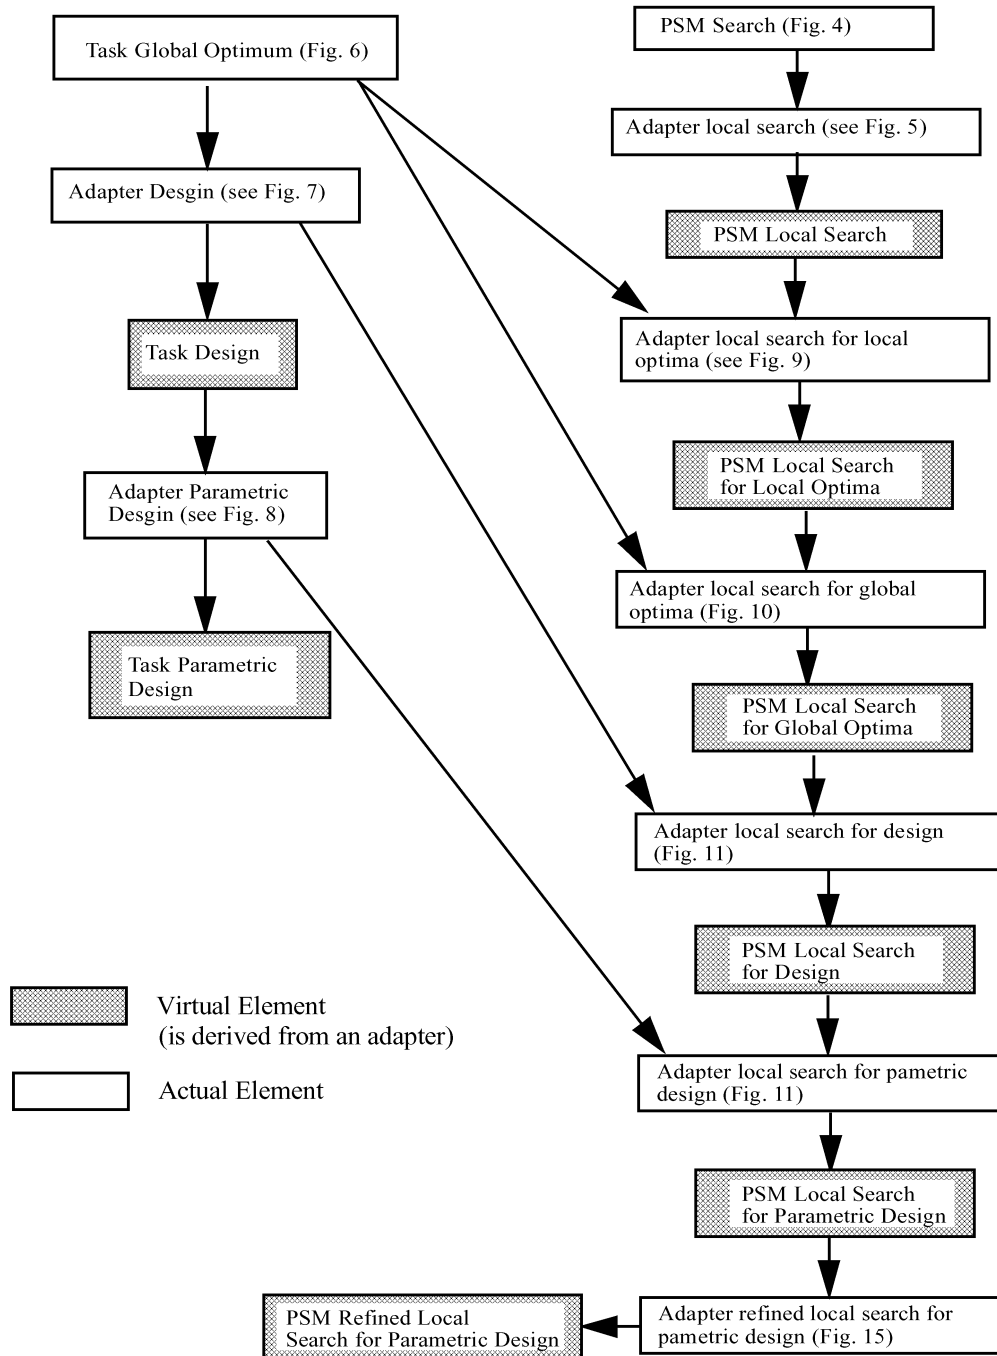 Task Global Optimum (Fig. 6)
Adapter Desgin (see Fig. 7)
Task Design
Adapter Parametric
Desgin (see Fig. 8)
Task Parametric
Design
PSM Search (Fig. 4)
Adapter local search (see Fig. 5)
PSM Local Search
Adapter local search for local
optima (see Fig. 9)
PSM Local Search
for Local Optima
Adapter local search for global
optima (Fig. 10)
PSM Local Search
for Global Optima
Adapter local search for design
(Fig. 11)
PSM Local Search
for Design
Adapter local search for pametric
design (Fig. 11)
PSM Local Search
for Parametric Design
Adapter refined local search for
pametric design (Fig. 15)
PSM Refined Local
Search for Parametric Design
Virtual Element
(is derived from an adapter)
Actual Element